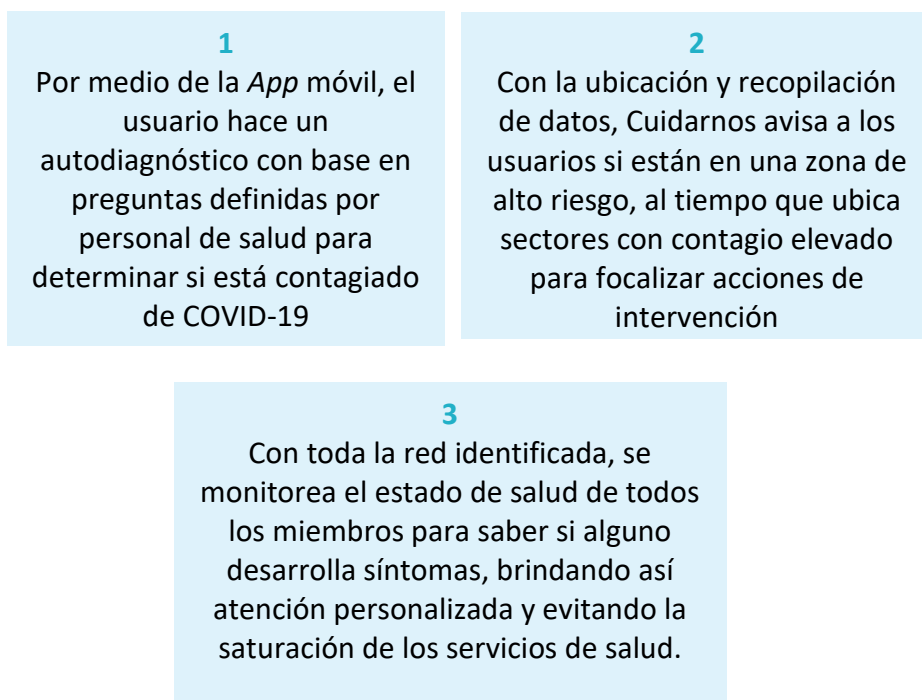 1
Por medio de la App móvil, el
usuario hace un
autodiagnóstico con base en
preguntas definidas por
personal de salud para
determinar si está contagiado
de COVID-19
2
Con la ubicación y recopilación
de datos, Cuidarnos avisa a los
usuarios si están en una zona de
alto riesgo, al tiempo que ubica
sectores con contagio elevado
para focalizar acciones de
intervención
3
Con toda la red identificada, se
monitorea el estado de salud de todos
los miembros para saber si alguno
desarrolla síntomas, brindando así
atención personalizada y evitando la
saturación de los servicios de salud.